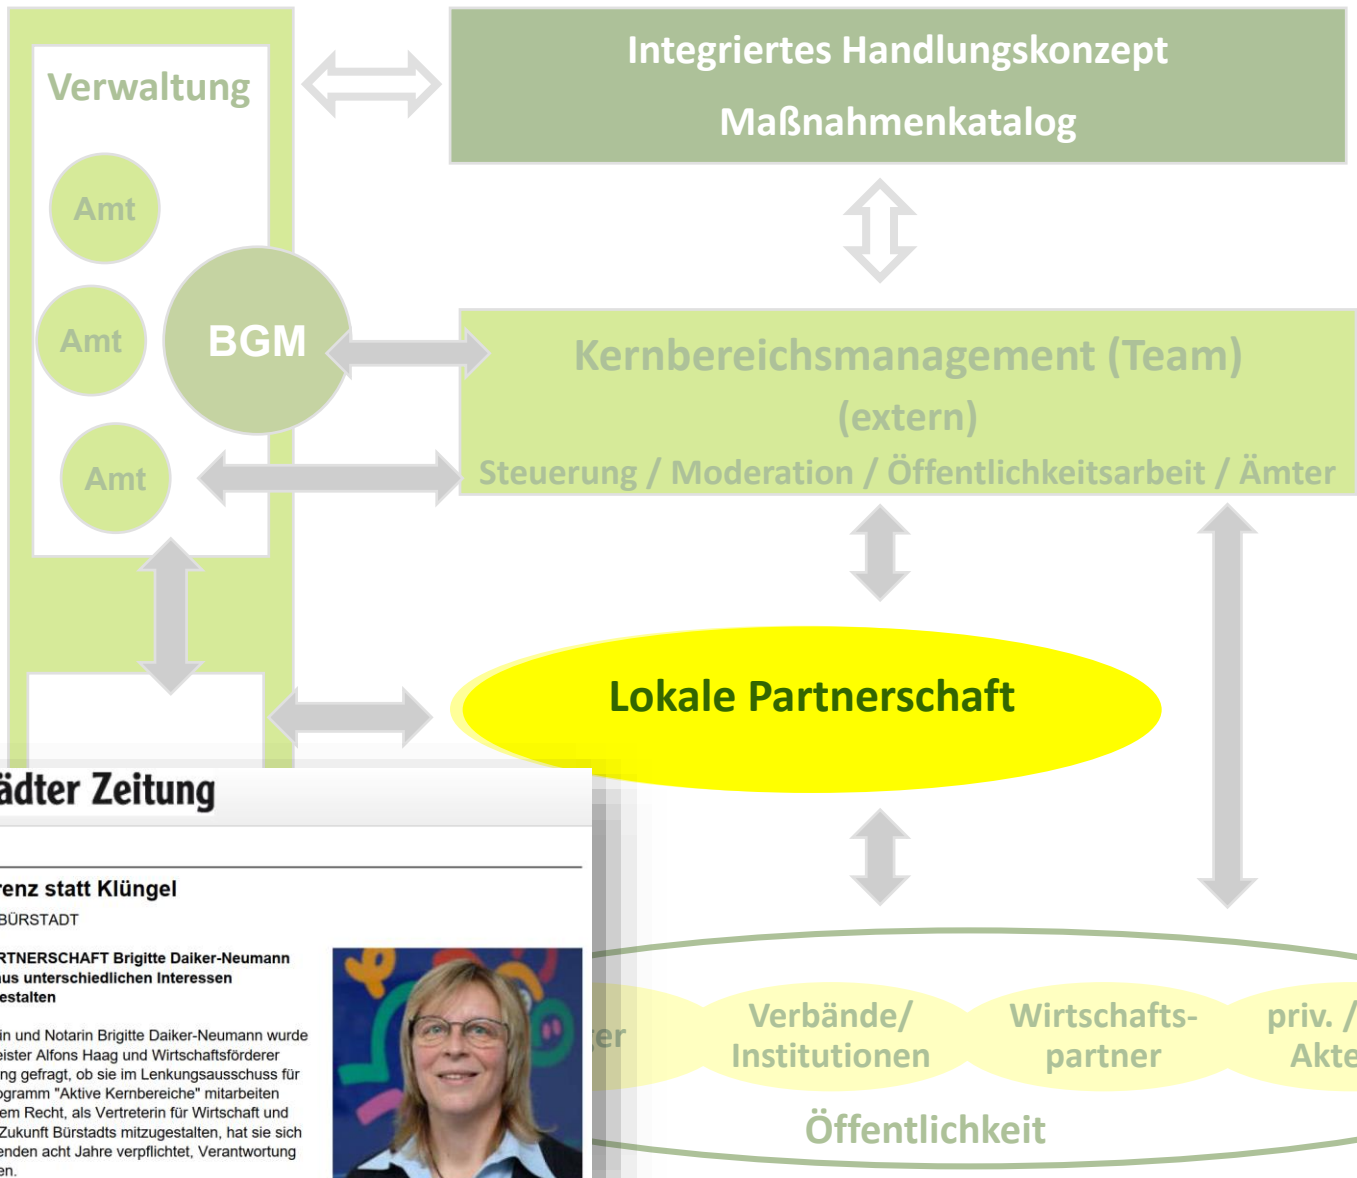 Integriertes Handlungskonzept
Maßnahmenkatalog
Verwaltung
Amt
Amt
BGM
Amt
Kernbereichsmanagement (Team)
(extern)
Steuerung / Moderation / Öffentlichkeitsarbeit / Ämter
Lokale Partnerschaft
ädter Zeitung
renz statt Klüngel
BÜRSTADT
RTNERSCHAFT Brigitte Daiker-Neumann
aus unterschiedlichen Interessen
estalten
in und Notarin Brigitte Daiker-Neumann wurde
eister Alfons Haag und Wirtschaftsförderer
ng gefragt, ob sie im Lenkungsausschuss für
ogramm "Aktive Kernbereiche" mitarbeiten
em Recht, als Vertreterin für Wirtschaft und
Zukunft Bürstadts mitzugestalten, hat sie sich
enden acht Jahre verpflichtet, Verantwortung
en.
ger
Verbände/
Institutionen
Wirtschafts-
partner
priv. /
Akte
Öffentlichkeit